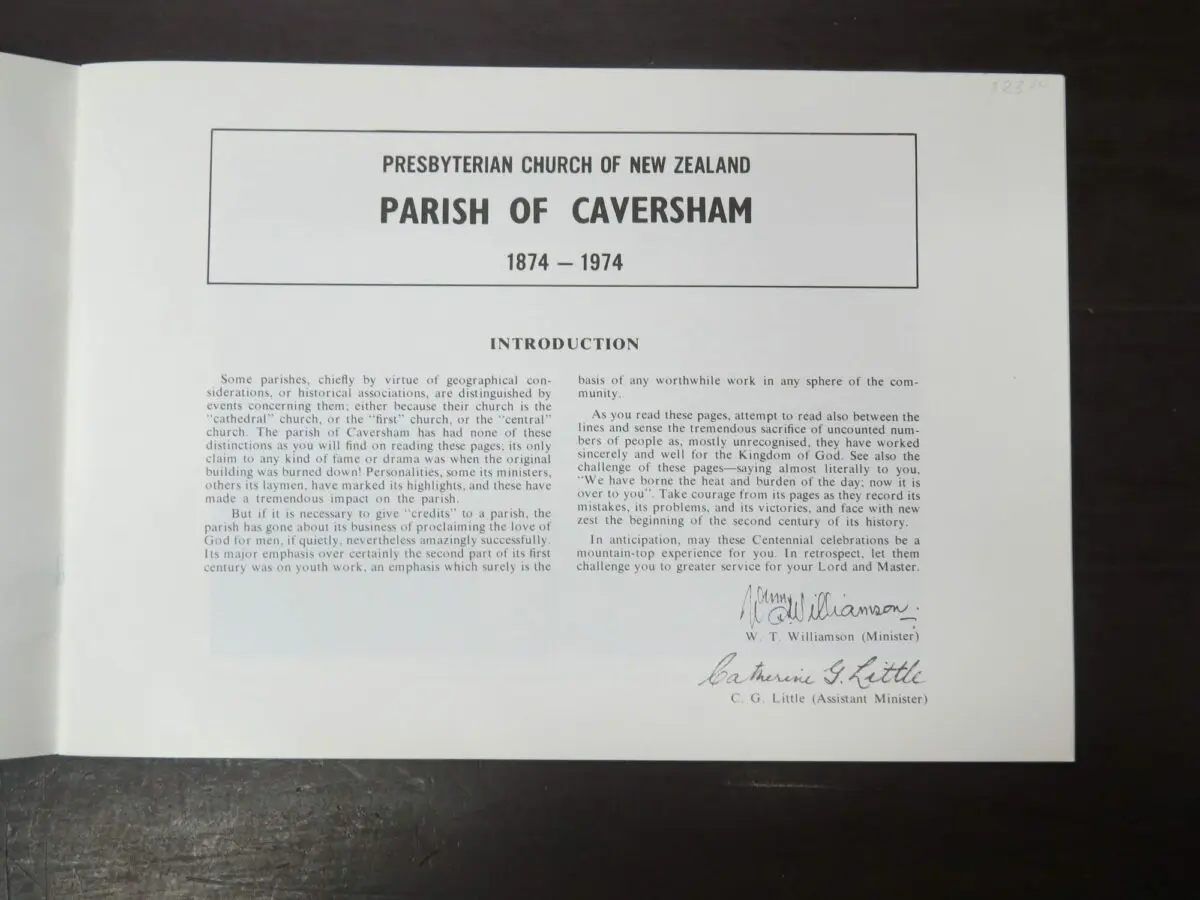 PRESBYTERIAN CHURCH OF NEW ZEALAND
PARISH OF CAVERSHAM
1874 — 1974
INTRODUCTION
Some parishes, chiefly by virtue of geographical con-
siderations, or historical associations, are distinguished by
events concerning them; either because their church is the
"cathedral" church, or the "first" church, or the "central"
church. The parish of Caversham has had none of these
distinctions as you will find on reading these pages; its only
claim to any kind of fame or drama was when the original
building was burned down! Personalities, some its ministers,
others its laymen, have marked its highlights, and these have
made a tremendous impact on the parish.
But if it is necessary to give "credits" to a parish, the
parish has gone about its business of proclaiming the love of
God for men, if quietly, nevertheless amazingly successfully.
Its major emphasis over certainly the second part of its first
century was on youth work, an emphasis which surely is the
basis of any worthwhile work in any sphere of the com-
munity.
As you read these pages, attempt to read also between the
lines and sense the tremendous sacrifice of uncounted num-
bers of people as, mostly unrecognised, they have worked
sincerely and well for the Kingdom of God. See also the
challenge of these pages—saying almost literally to you,
"We have borne the heat and burden of the day; now it is
over to you". Take courage from its pages as they record its
mistakes, its problems, and its victories, and face with new
zest the beginning of the second century of its history.
In anticipation, may these Centennial celebrations be a
mountain-top experience for you. In retrospect, let them
challenge you to greater service for your Lord and Master.
Williamson
W. T. Williamson (Minister)
Catherine G. Little
C. G. Little (Assistant Minister)